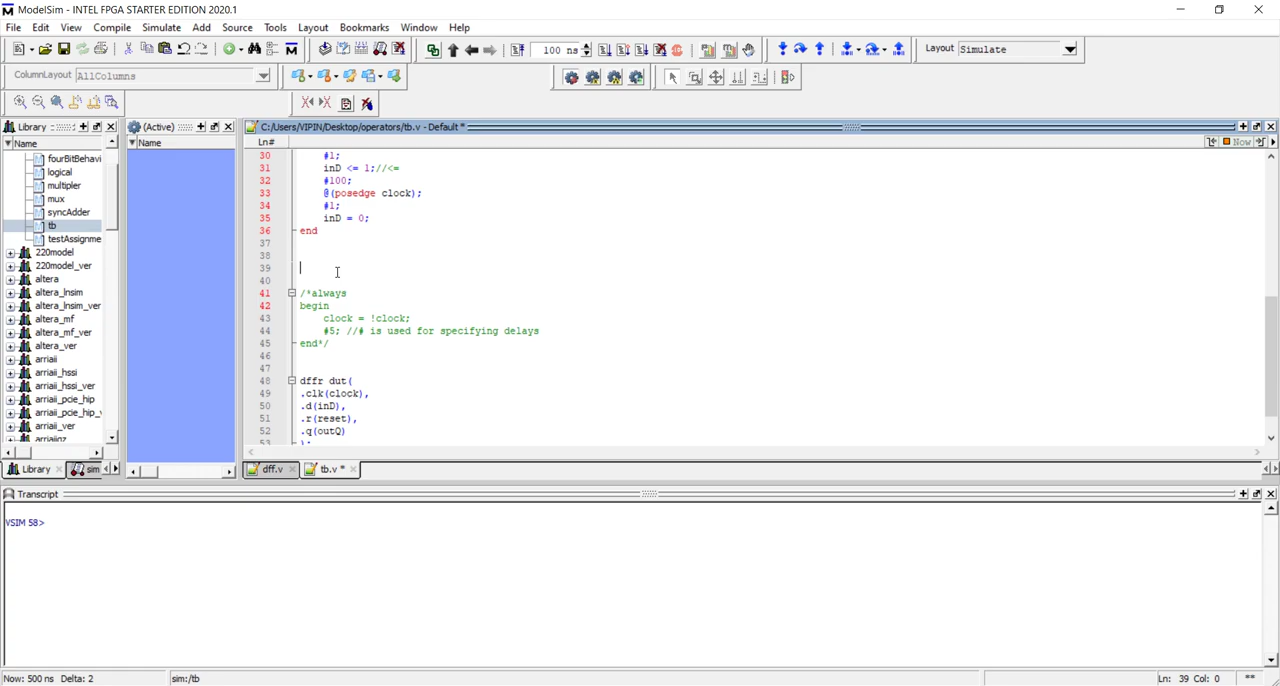 ModelSim - INTEL FPGA STARTER EDITION 2020.1
File Edit View Compile Simulate Add Source Tools Layout Bookmarks Window Help
100 ns
Layout Simulate
ColumnLayout AllColumns
Library
(Active)
C:/Users/VIPIN/Desktop/operators/tb.v - Default *
Name
Name
Ln#
Now
fourBitBehavi
logical
multipler
mux
syncAdder
tb
testAssignme
220model
220model_ver
altera
altera_lnsim
altera_lnsim_ver
altera_mf
altera_mf_ver
altera_ver
arriaii
arriaii_hssi
arriaii_hssi_ver
arriaii_pcie_hip
arriaii_pcie_hip_
arriaii_ver
arriaiigz
30 #1;
31 inD <= 1;//<=
32 #100;
33 @(posedge clock);
34 #1;
35 inD = 0;
36 end
37
38
39
40
41 /*always
42 begin
43 clock = !clock;
44 #5; //# is used for specifying delays
45 end*/
46
47
48 dffr dut(
49 .clk(clock),
50 .d(inD),
51 .r(reset),
52 .q(outQ)
53 );
Library sim
dff.v tb.v *
Transcript
VSIM 58>
Now: 500 ns Delta: 2
sim:/tb
Ln: 39 Col: 0
**